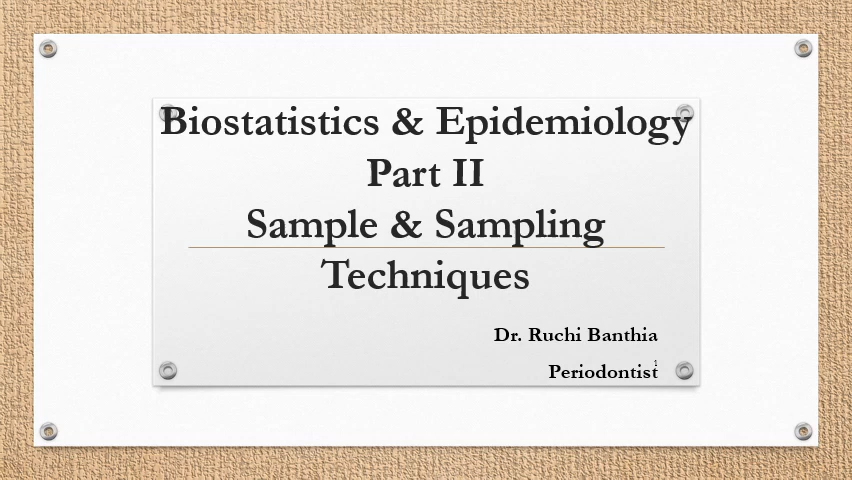 Biostatistics & Epidemiology
Part II
Sample & Sampling
Techniques
Dr. Ruchi Banthia
1
Periodontist